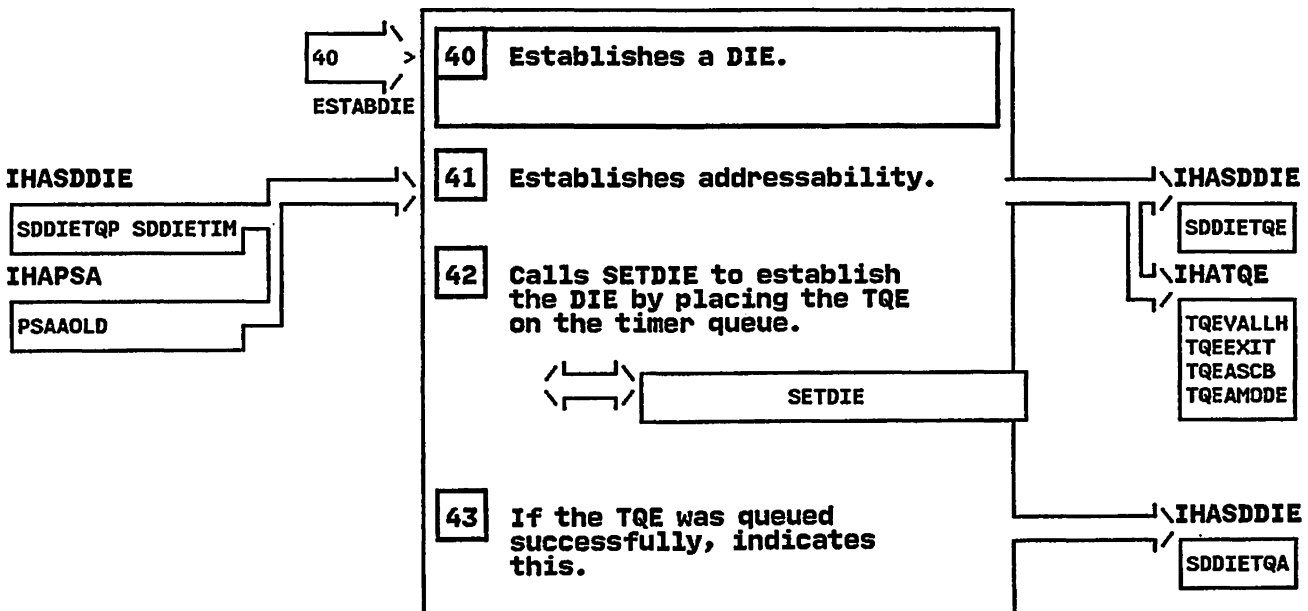 40
>
ESTABDIE
40 Establishes a DIE.
IHASDDIE
SDDIETQP SDDIETIM
IHAPSA
PSAAOLD
41 Establishes addressability.
IHASDDIE
SDDIETQE
IHATQE
TQEVALLH
TQEEXIT
TQEASCB
TQEAMODE
42 Calls SETDIE to establish
the DIE by placing the TQE
on the timer queue.
SETDIE
43 If the TQE was queued
successfully, indicates
this.
IHASDDIE
SDDIETQA